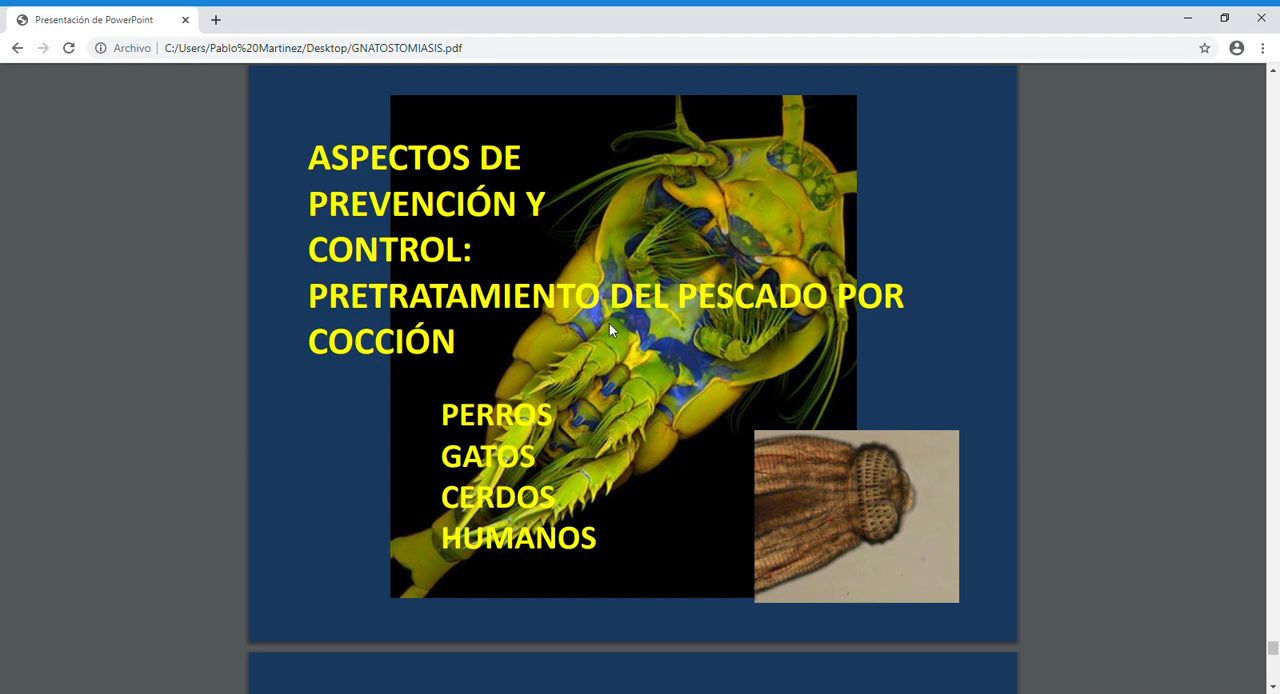 Presentación de PowerPoint
Archivo
C:/Users/Pablo%20Martinez/Desktop/GNATOSTOMIASIS.pdf
ASPECTOS DE
PREVENCIÓN Y
CONTROL:
PRETRATAMIENTO DEL PESCADO POR
COCCIÓN
PERROS
GATOS
CERDOS
HUMANOS